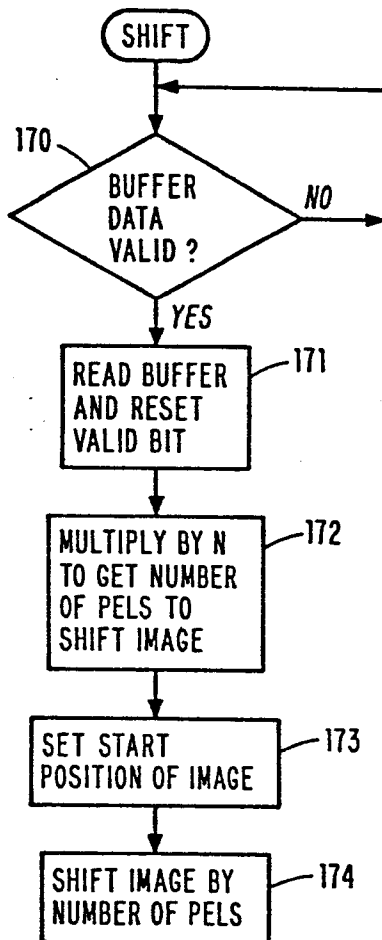 SHIFT
170
BUFFER
DATA
VALID ?
NO
YES
171
READ BUFFER
AND RESET
VALID BIT
172
MULTIPLY BY N
TO GET NUMBER
OF PELS TO
SHIFT IMAGE
173
SET START
POSITION OF IMAGE
174
SHIFT IMAGE BY
NUMBER OF PELS